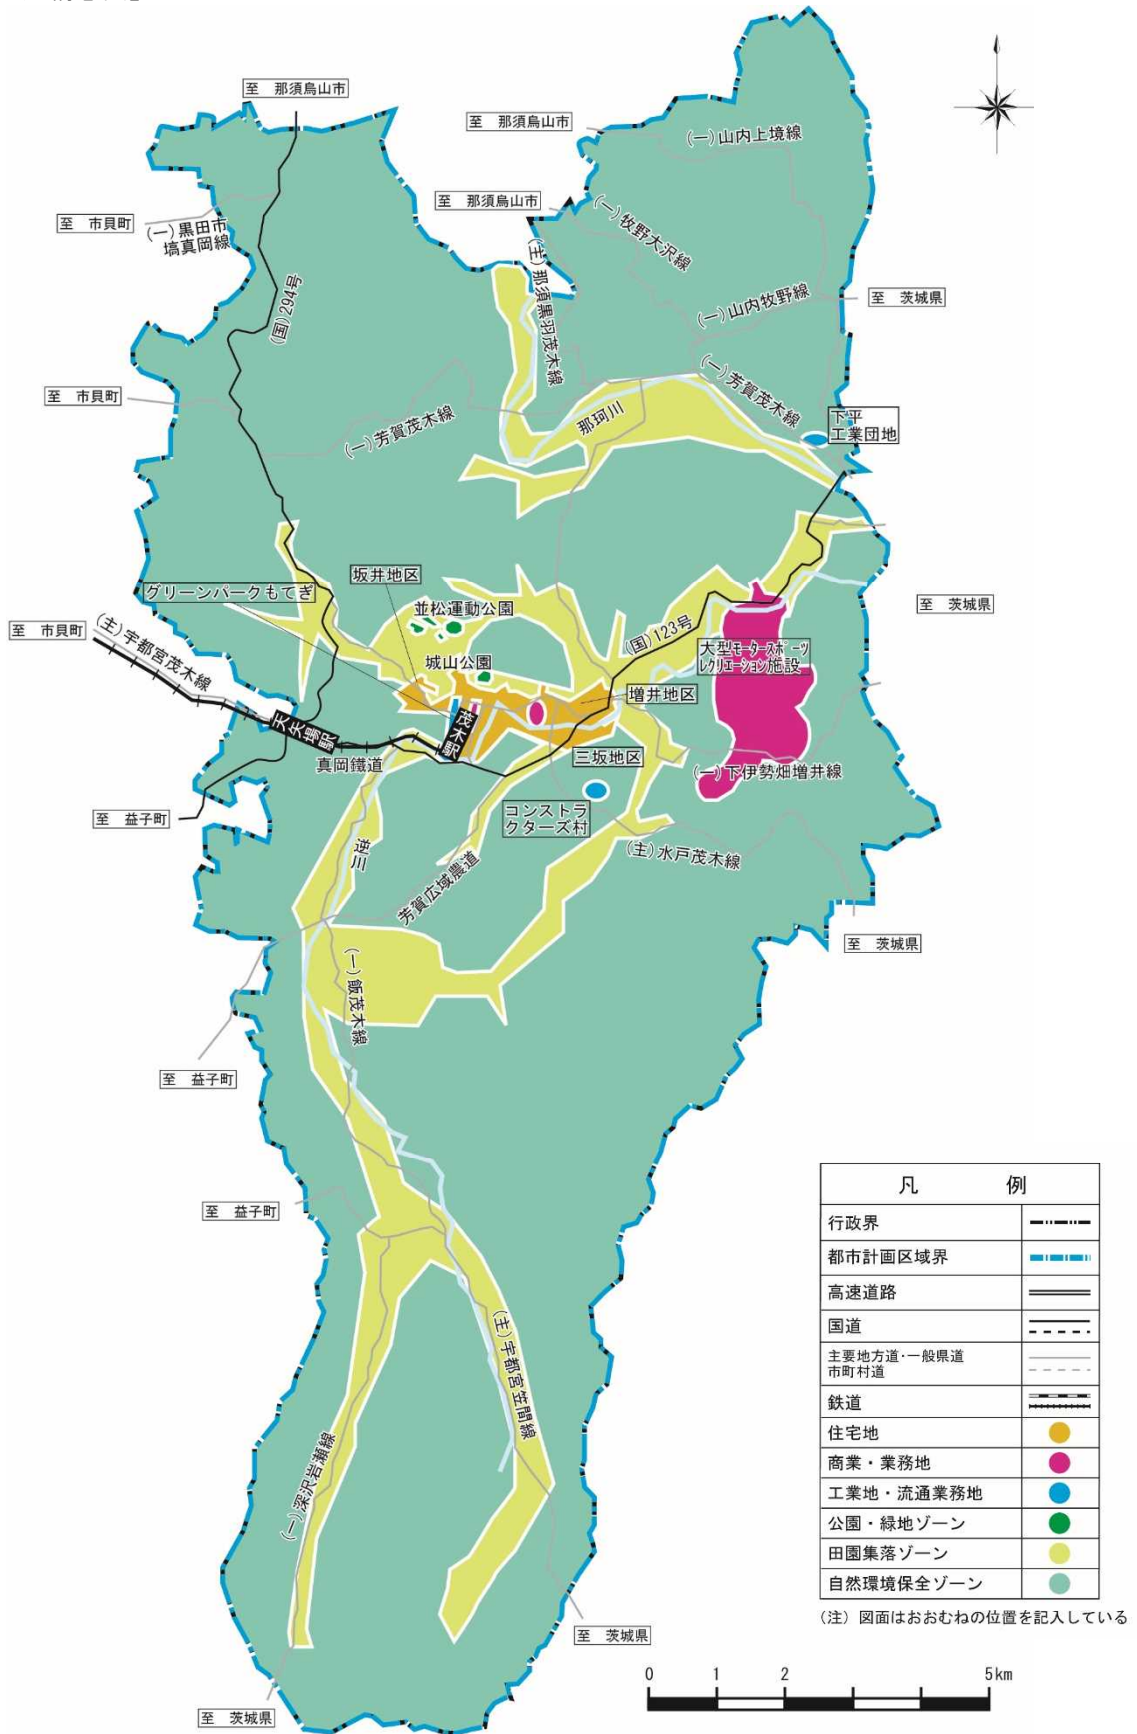 至　那須烏山市
至　那須烏山市
(一)山内上境線
至　那須烏山市
(一)牧野大沢線
至　市貝町
(一)黒田市
塙真岡線
(主)那須黒羽茂木線
(国)294号
(一)山内牧野線
至　茨城県
至　市貝町
(一)芳賀茂木線
(一)芳賀茂木線
那珂川
下平
工業団地
坂井地区
グリーンパークもてぎ
並松運動公園
至　茨城県
至　市貝町
(主)宇都宮茂木線
(国)123号
大型モータースポーツ
レクリエーション施設
城山公園
増井地区
天矢場駅
茂木駅
真岡鐵道
三坂地区
(一)下伊勢畑増井線
至　益子町
コンストラ
クターズ村
逆川
芳賀広域農道
(主)水戸茂木線
至　茨城県
(一)飯茂木線
至　益子町
至　益子町
(主)宇都宮笠間線
(一)深沢岩瀬線
至　茨城県
至　茨城県
凡　例
行政界
都市計画区域界
高速道路
国道
主要地方道・一般県道
市町村道
鉄道
住宅地
商業・業務地
工業地・流通業務地
公園・緑地ゾーン
田園集落ゾーン
自然環境保全ゾーン
(注) 図面はおおむねの位置を記入している
0 1 2 5km